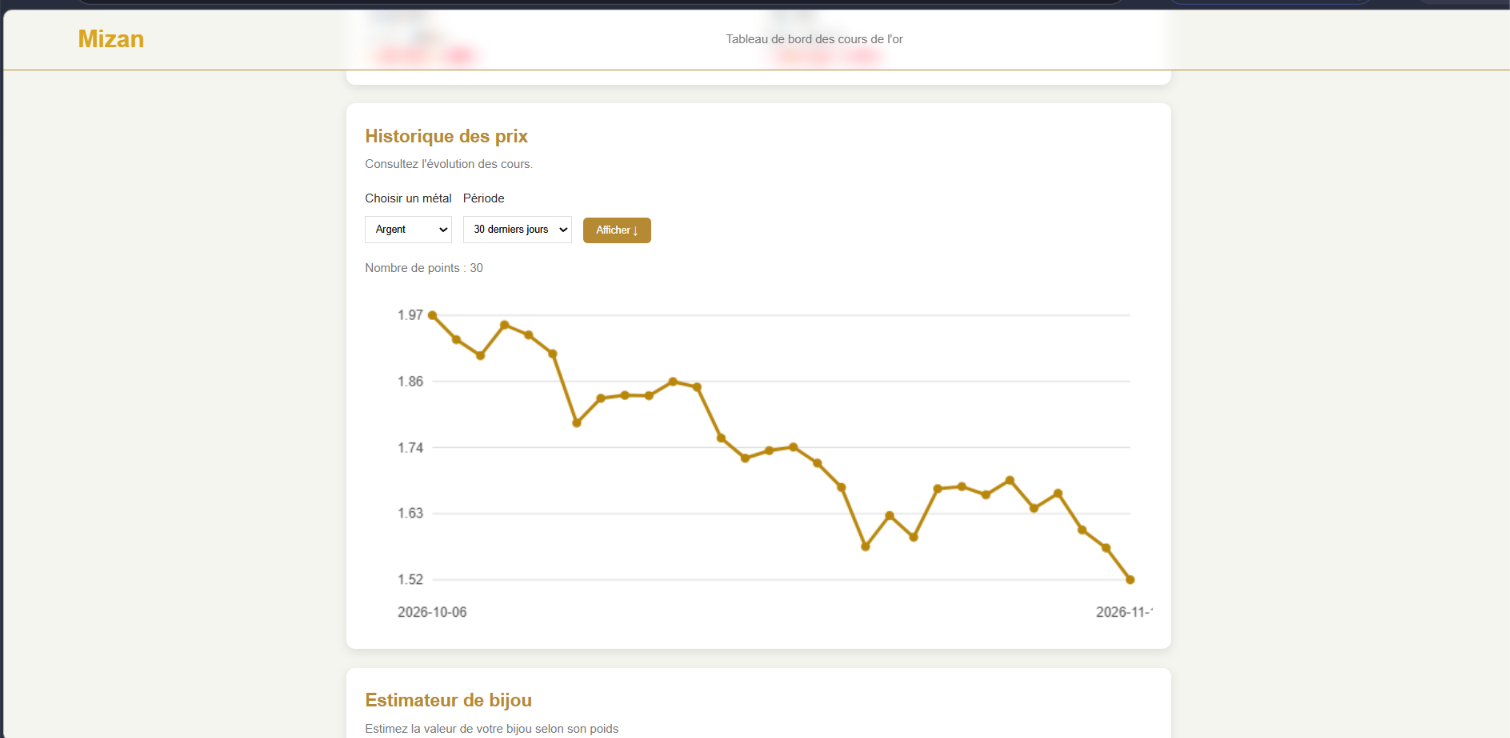 Mizan
Tableau de bord des cours de l'or
Historique des prix
Consultez l'évolution des cours.
Choisir un métal Période
Argent 30 derniers jours Afficher ↓
Nombre de points : 30
1.97
1.86
1.74
1.63
1.52
2026-10-06 2026-11-
Estimateur de bijou
Estimez la valeur de votre bijou selon son poids